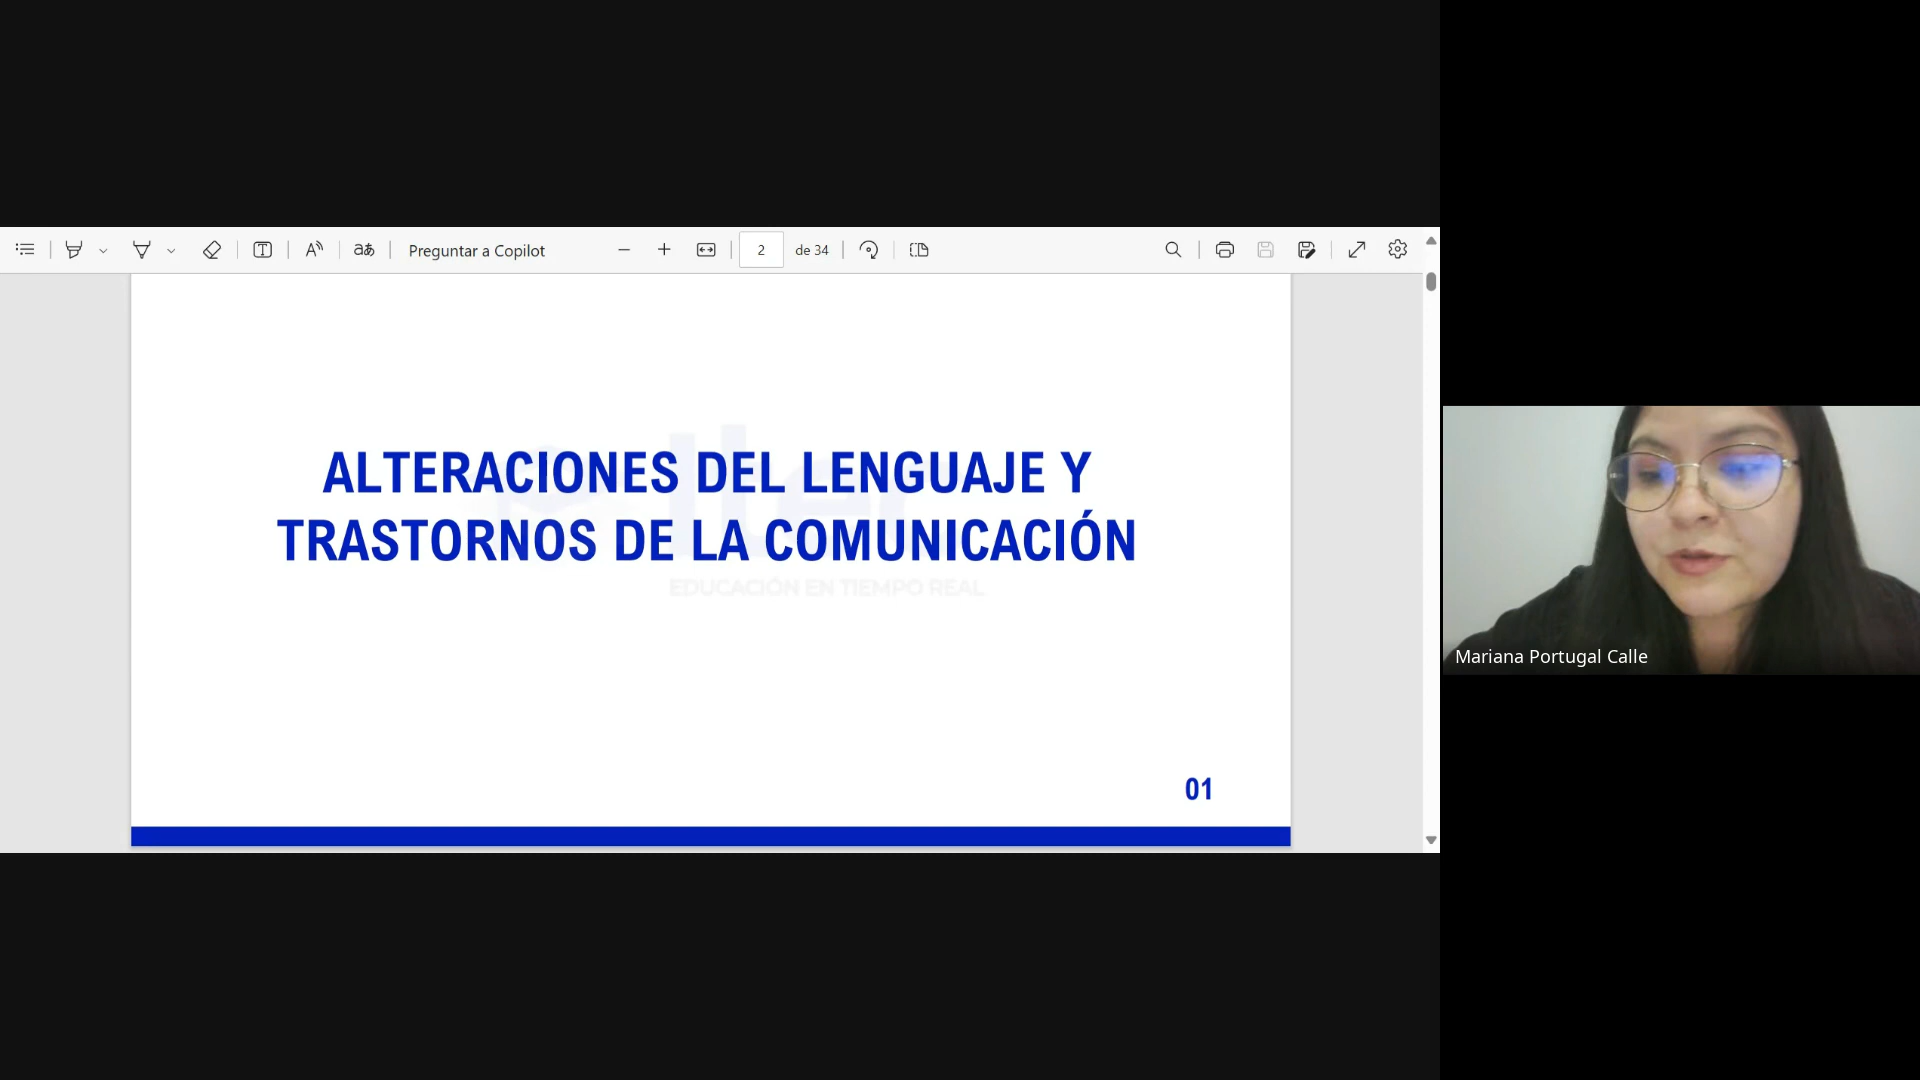 Preguntar a Copilot
2 de 34
ALTERACIONES DEL LENGUAJE Y
TRASTORNOS DE LA COMUNICACIÓN
EDUCACIÓN EN TIEMPO REAL
01
Mariana Portugal Calle